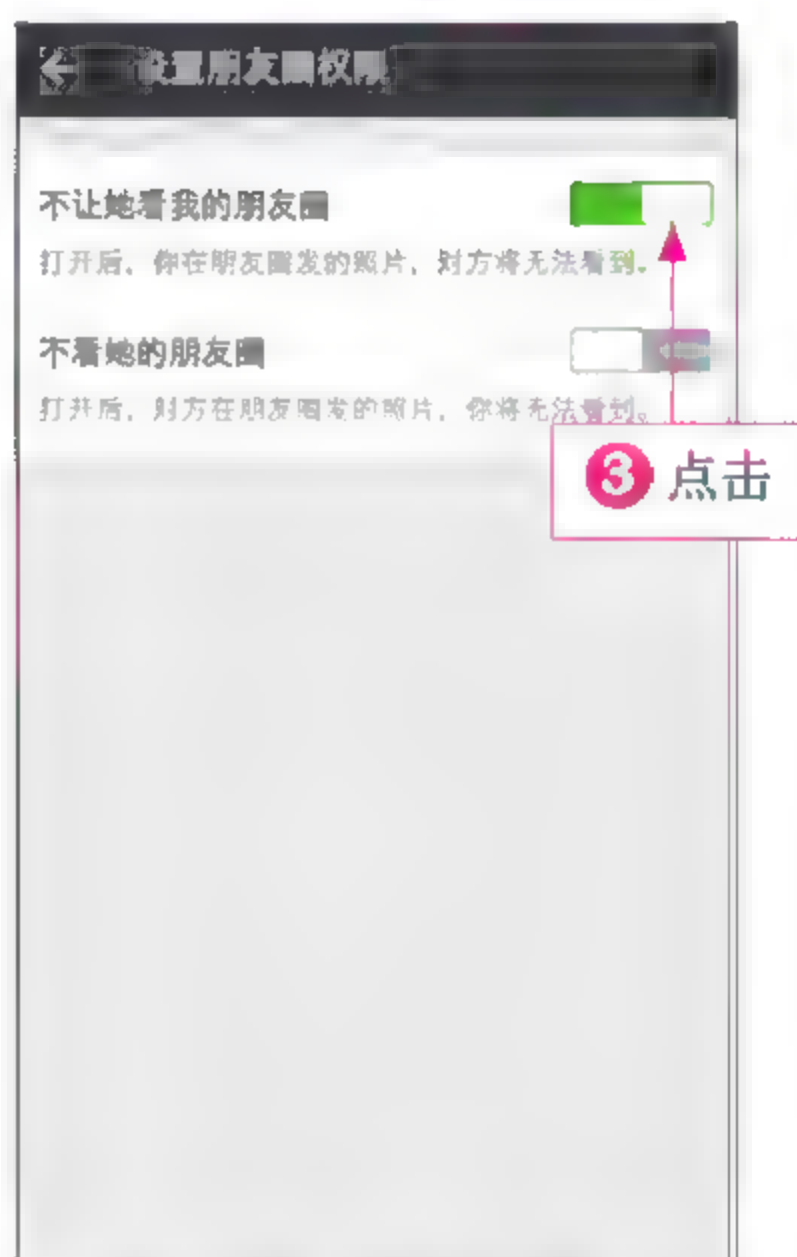 设置朋友圈权限
不让她看我的朋友圈
打开后，你在朋友圈发的照片，对方将无法看到。
不看她的朋友圈
打开后，对方在朋友圈发的照片，你将无法看到。
3 点击